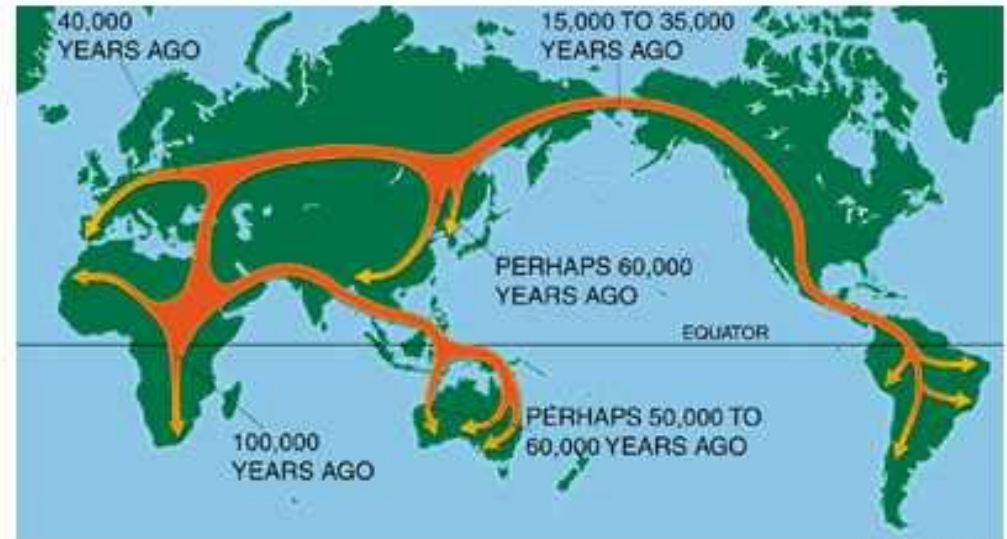 40,000
YEARS AGO
15,000 TO 35,000
YEARS AGO
PERHAPS 60,000
YEARS AGO
EQUATOR
PERHAPS 50,000 TO
60,000 YEARS AGO
100,000
YEARS AGO